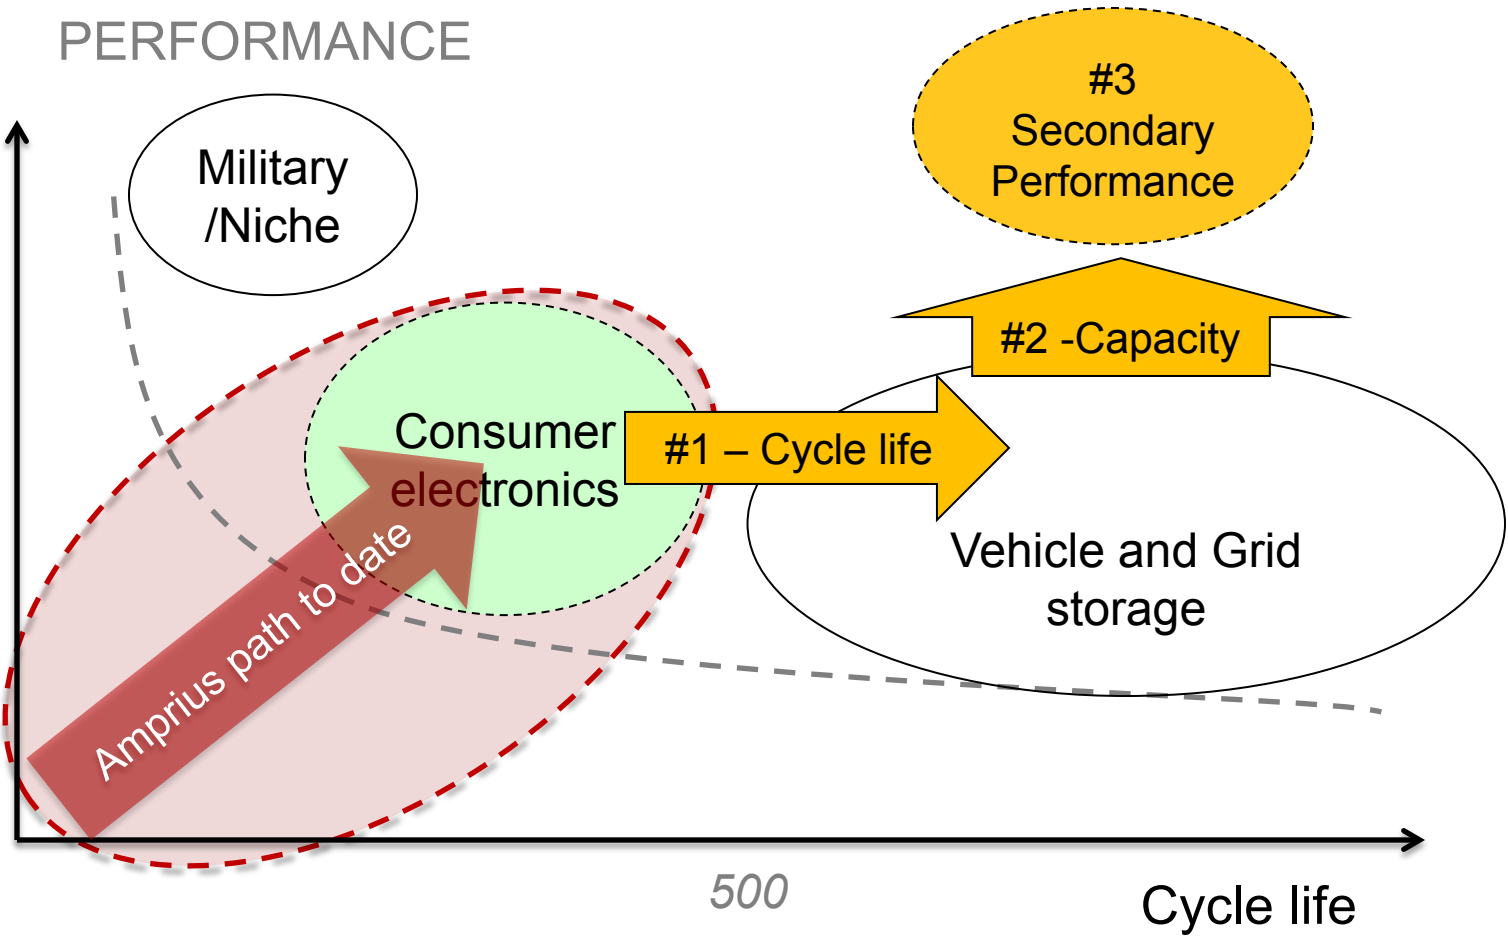 PERFORMANCE
#3
Secondary
Performance
Military
/Niche
#2 -Capacity
Consumer
electronics
#1 – Cycle life
Amprius path to date
Vehicle and Grid
storage
500
Cycle life